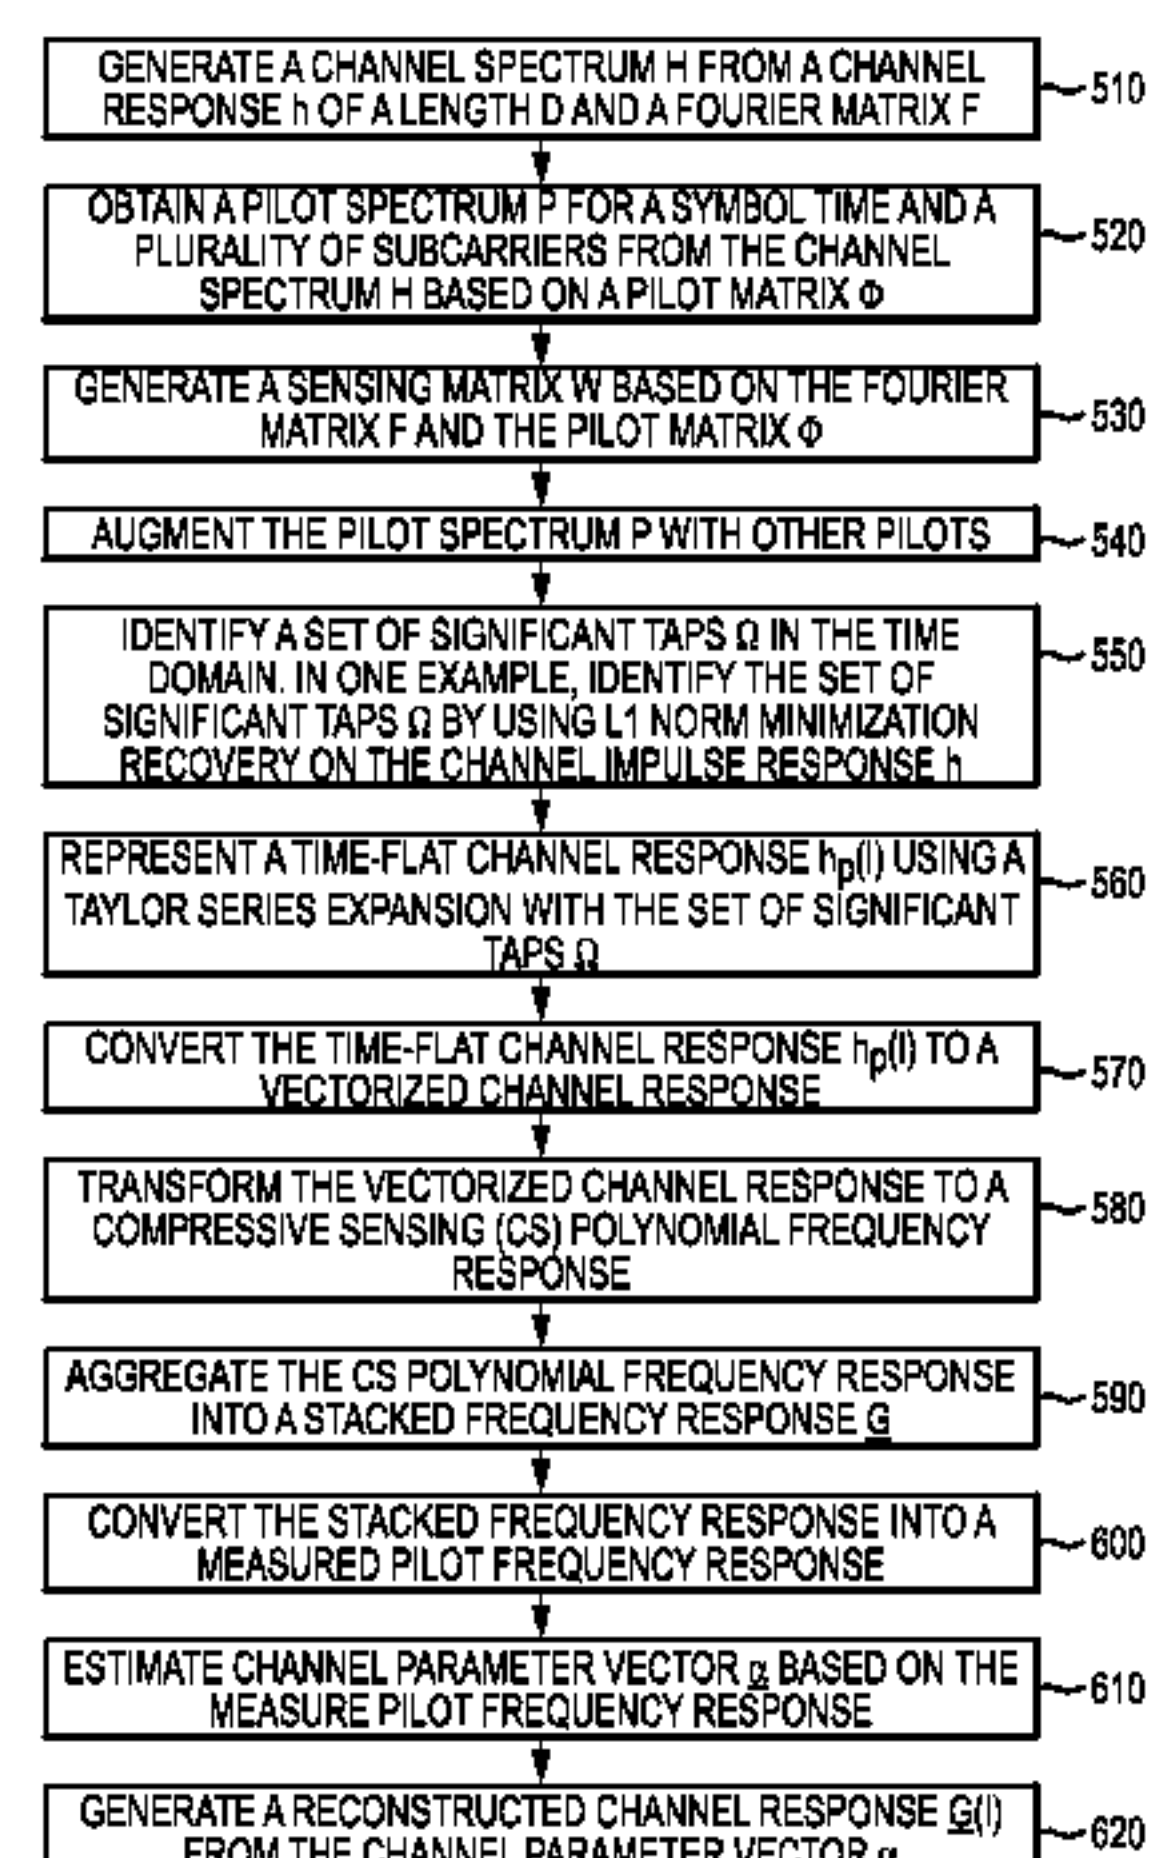 GENERATE A CHANNEL SPECTRUM H FROM A CHANNEL
RESPONSE h OF A LENGTH D AND A FOURIER MATRIX F
510
OBTAIN A PILOT SPECTRUM P FOR A SYMBOL TIME AND A
PLURALITY OF SUBCARRIERS FROM THE CHANNEL
SPECTRUM H BASED ON A PILOT MATRIX Φ
520
GENERATE A SENSING MATRIX W BASED ON THE FOURIER
MATRIX F AND THE PILOT MATRIX Φ
530
AUGMENT THE PILOT SPECTRUM P WITH OTHER PILOTS
540
IDENTIFY A SET OF SIGNIFICANT TAPS Ω IN THE TIME
DOMAIN. IN ONE EXAMPLE, IDENTIFY THE SET OF
SIGNIFICANT TAPS Ω BY USING L1 NORM MINIMIZATION
RECOVERY ON THE CHANNEL IMPULSE RESPONSE h
550
REPRESENT A TIME-FLAT CHANNEL RESPONSE hp(l) USING A
TAYLOR SERIES EXPANSION WITH THE SET OF SIGNIFICANT
TAPS Ω
560
CONVERT THE TIME-FLAT CHANNEL RESPONSE hp(l) TO A
VECTORIZED CHANNEL RESPONSE
570
TRANSFORM THE VECTORIZED CHANNEL RESPONSE TO A
COMPRESSIVE SENSING (CS) POLYNOMIAL FREQUENCY
RESPONSE
580
AGGREGATE THE CS POLYNOMIAL FREQUENCY RESPONSE
INTO A STACKED FREQUENCY RESPONSE G
590
CONVERT THE STACKED FREQUENCY RESPONSE INTO A
MEASURED PILOT FREQUENCY RESPONSE
600
ESTIMATE CHANNEL PARAMETER VECTOR α BASED ON THE
MEASURE PILOT FREQUENCY RESPONSE
610
GENERATE A RECONSTRUCTED CHANNEL RESPONSE G(l)
FROM THE CHANNEL PARAMETER VECTOR α
620